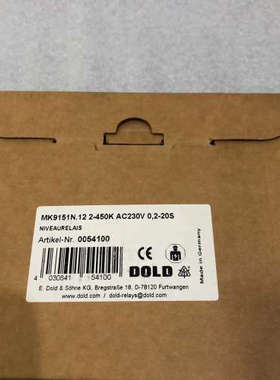 MK9151N.12 2-450K AC230V 0,2-20S
NIVEAURELAIS
Artikel-Nr. 0054100
4 030641 54100
DOLD
Made in Germany
E. Dold & Söhne KG, Bregstraße 18, D-78120 Furtwangen
www.dold.com dold-relays@dold.com